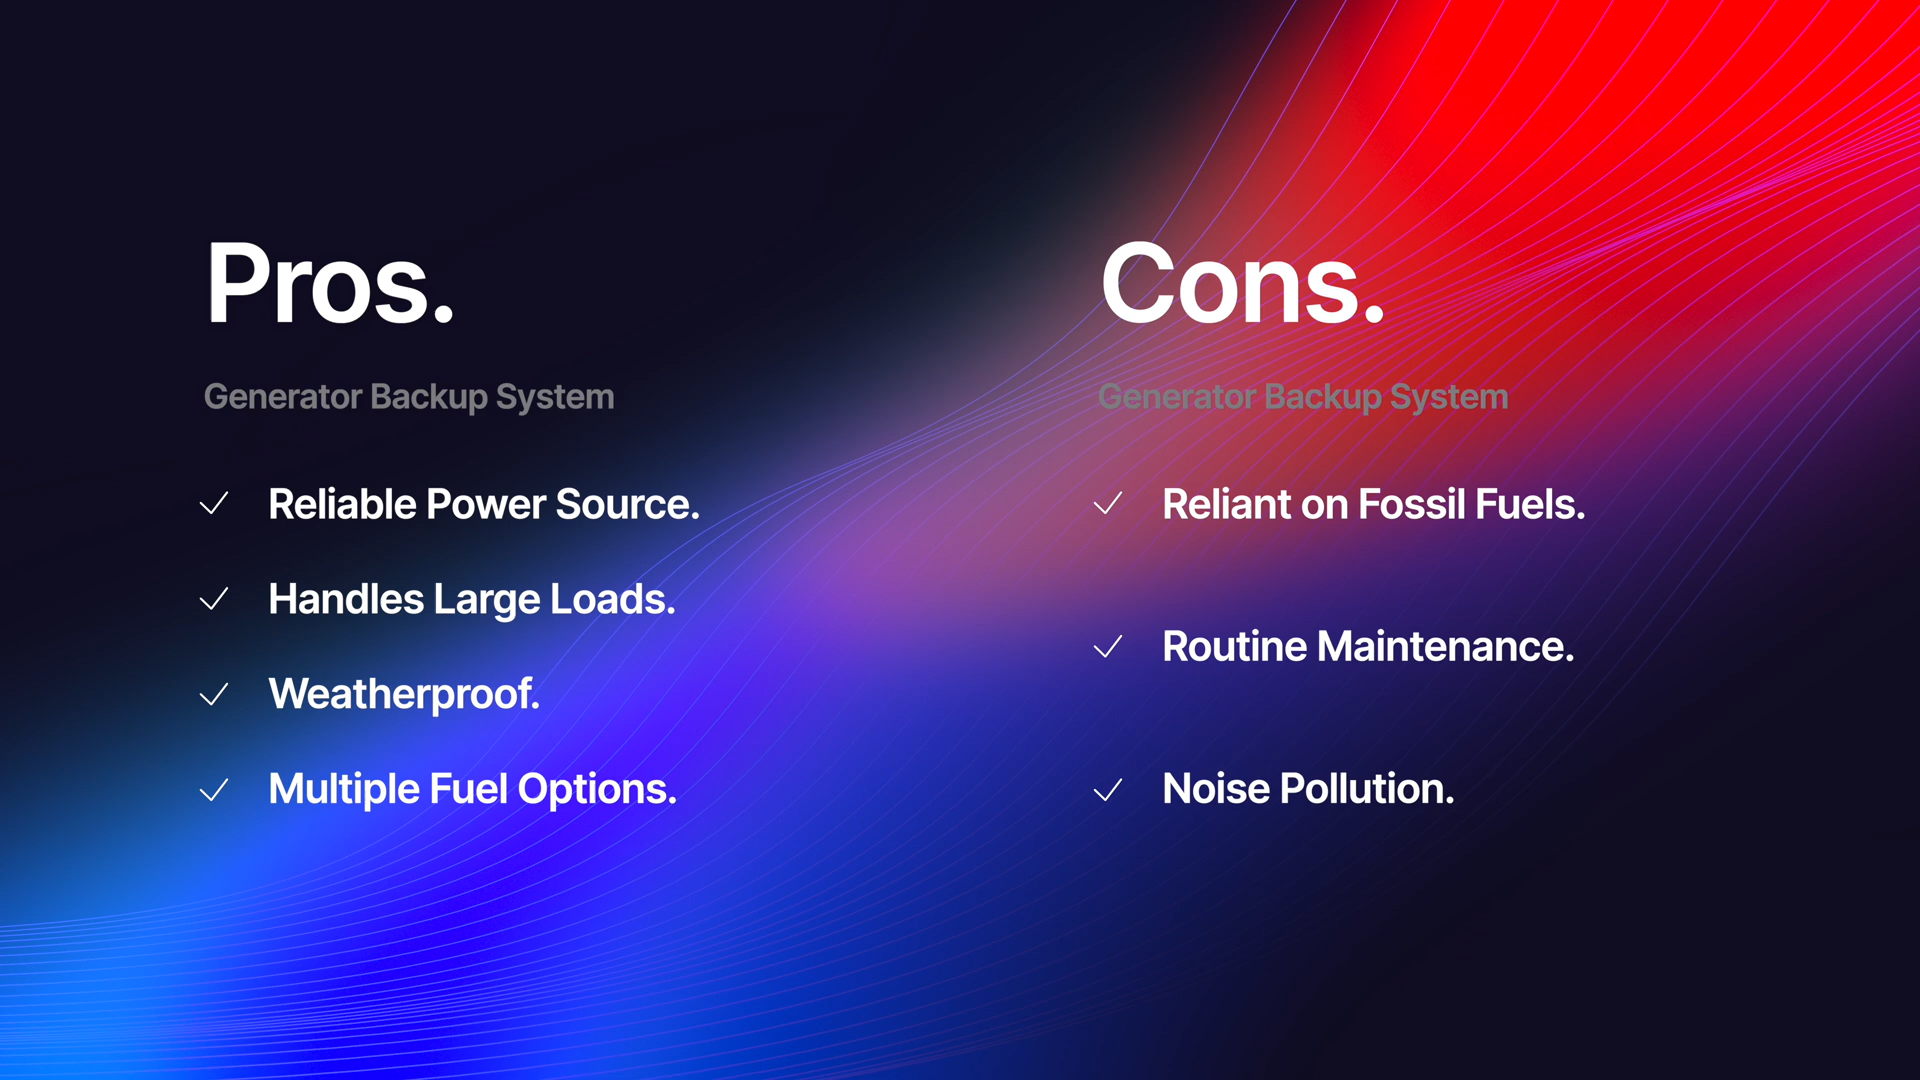 Pros.
Generator Backup System
Reliable Power Source.
Handles Large Loads.
Weatherproof.
Multiple Fuel Options.
Cons.
Generator Backup System
Reliant on Fossil Fuels.
Routine Maintenance.
Noise Pollution.